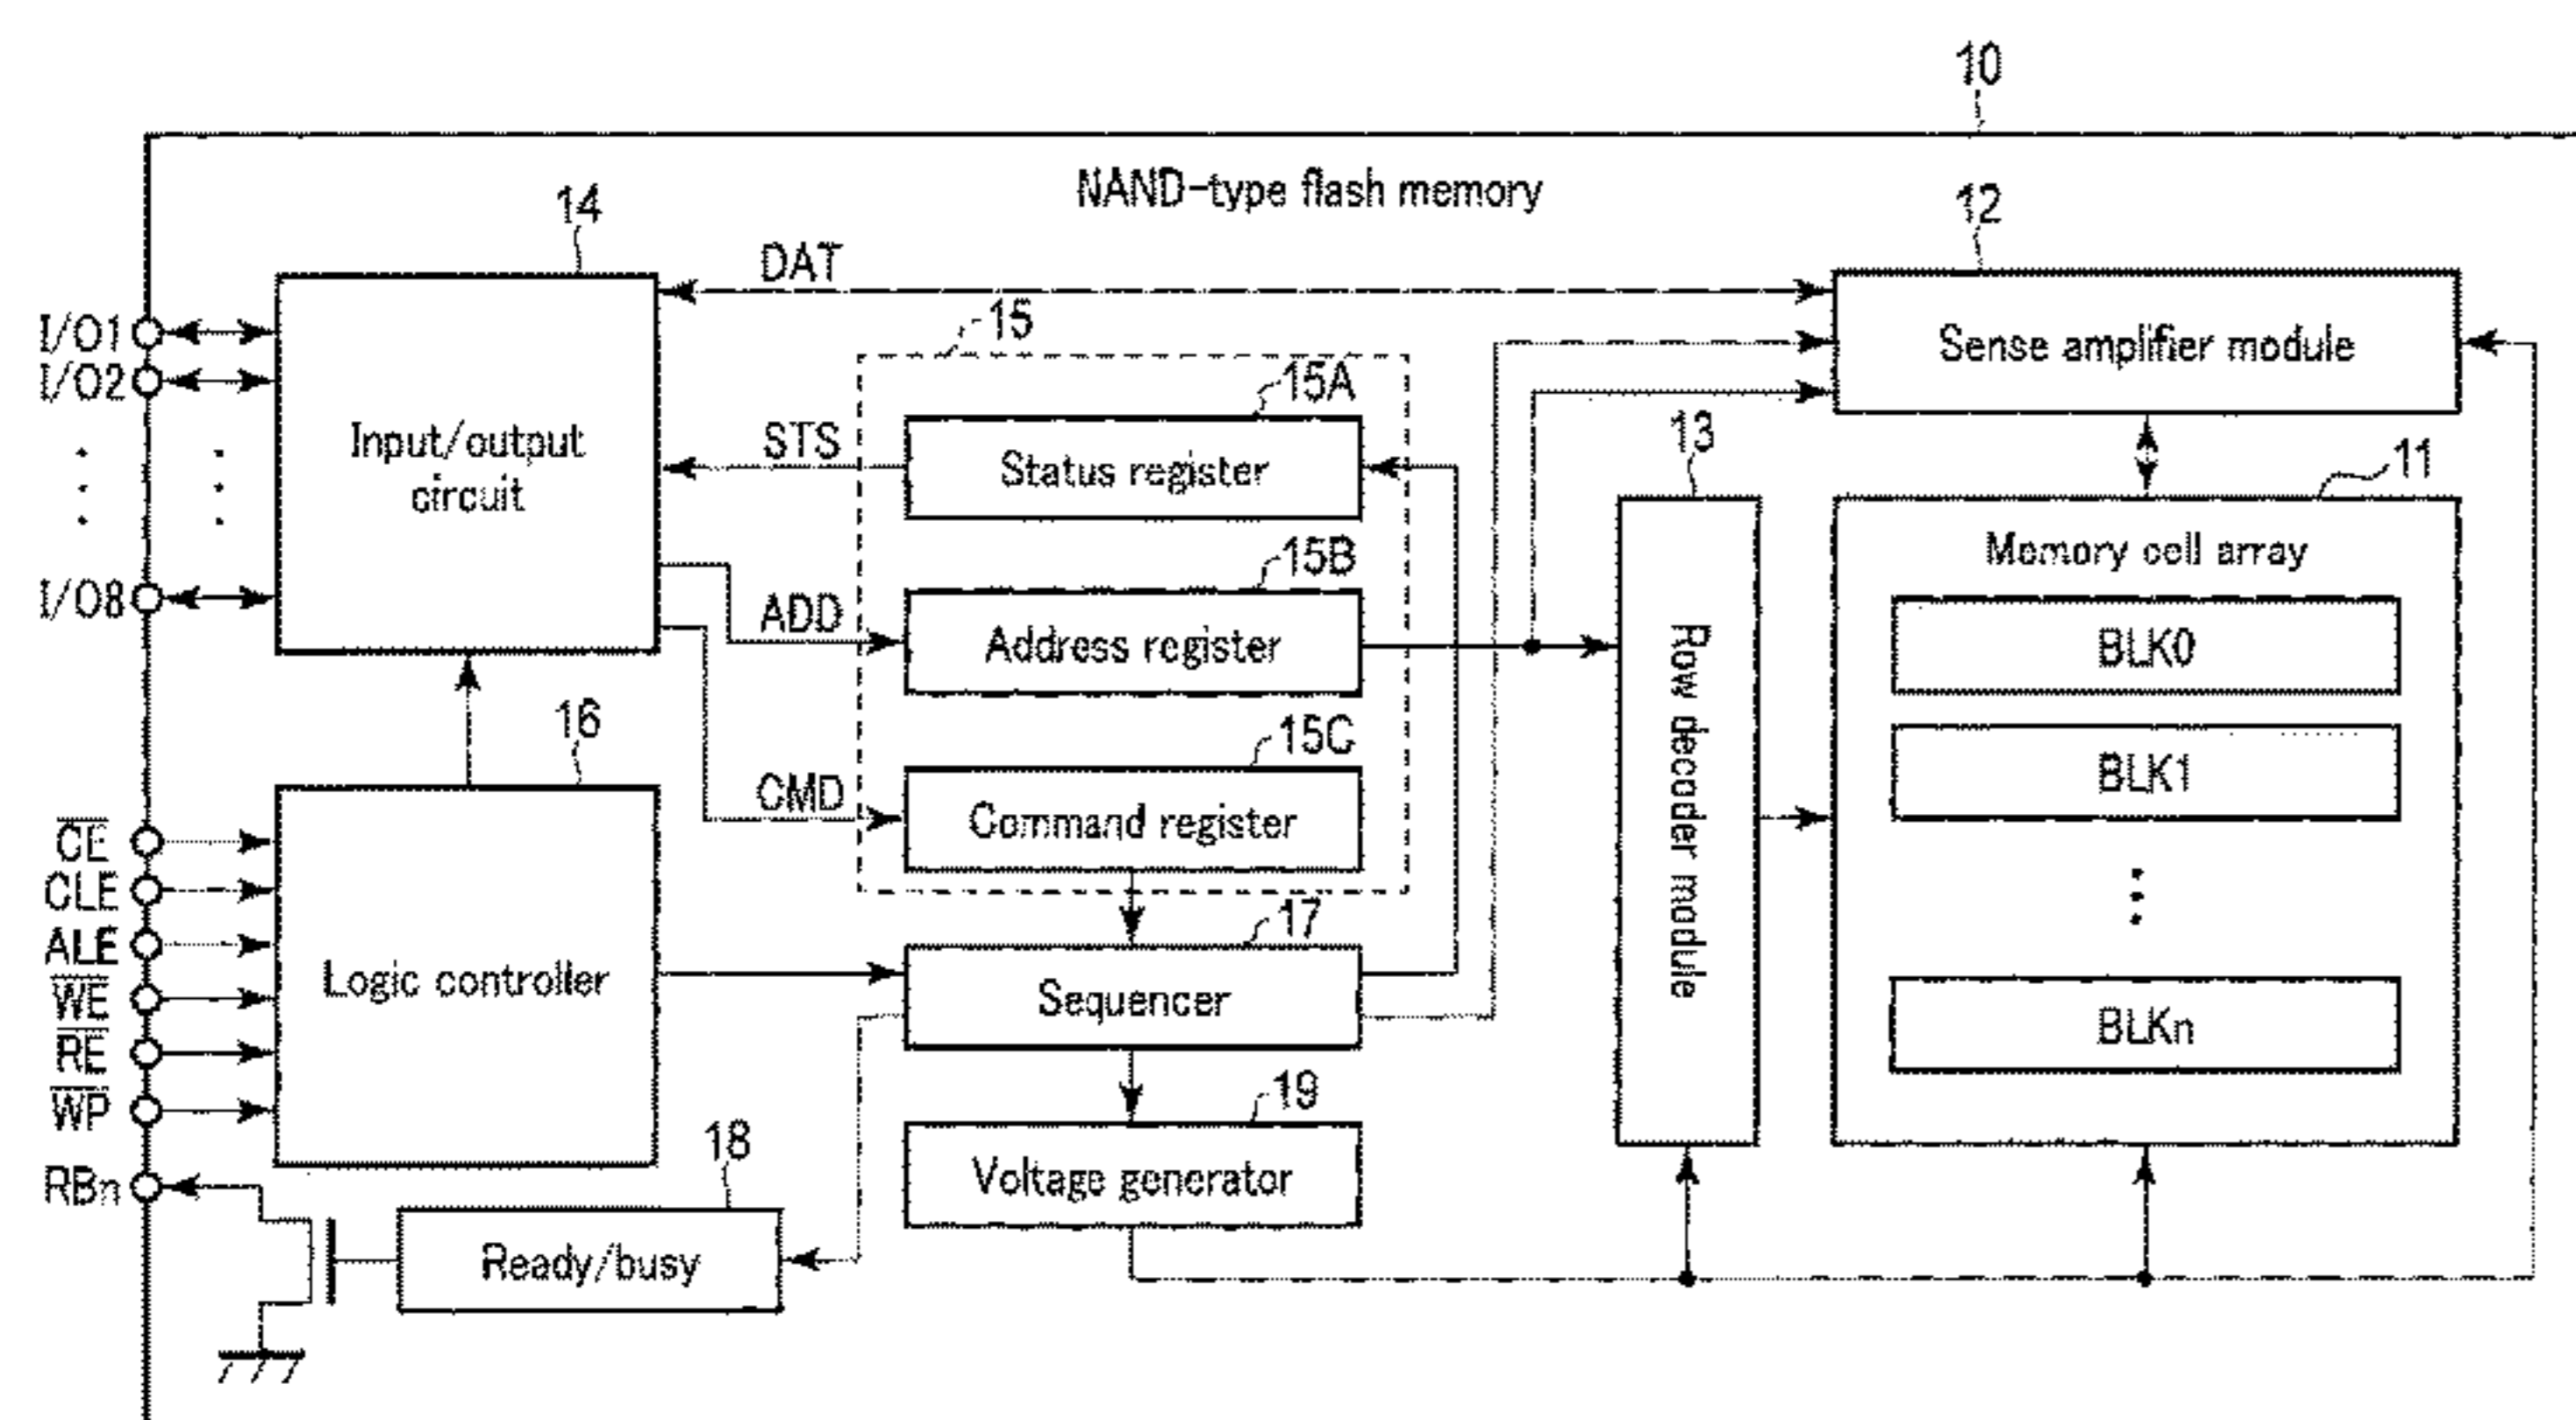 10
NAND-type flash memory
14
12
DAT
15
I/O1
Sense amplifier module
I/O2
15A
Input/output
circuit
STS
Status register
13
11
Memory cell array
15B
I/O8
ADD
Address register
BLK0
Row decoder module
16
15C
BLK1
CMD
Command register
CE
CLE
17
ALE
Logic controller
Sequencer
WE
BLKn
RE
19
WP
18
Voltage generator
RBn
Ready/busy